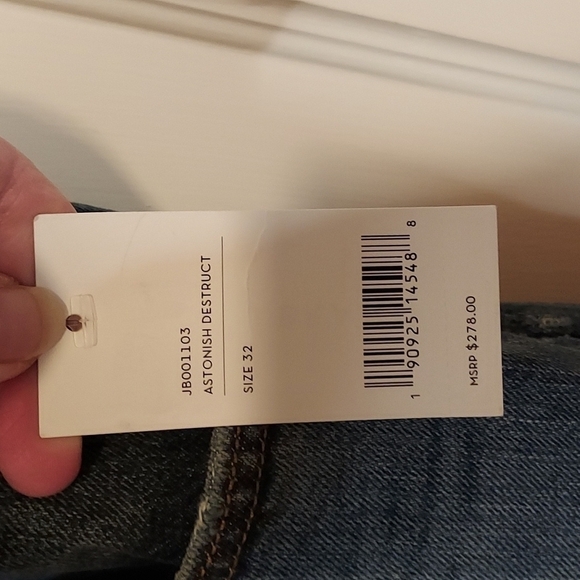 JB001103
ASTONISH DESTRUCT
SIZE 32
1 90925 14548 8
MSRP $278.00